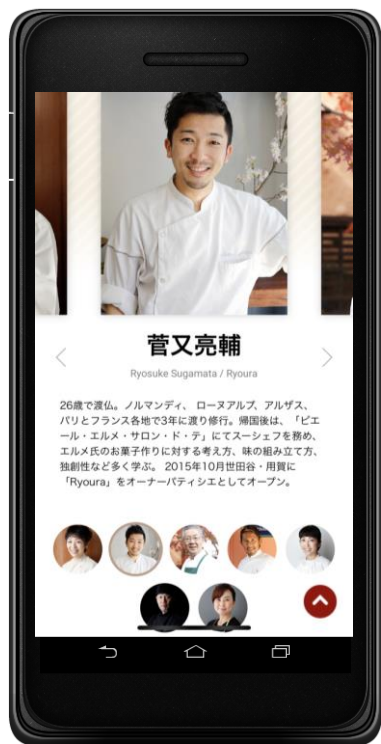 菅又亮輔
Ryosuke Sugamata / Ryoura
26歳で渡仏。ノルマンディ、 ローヌアルプ、アルザス、
パリとフランス各地で3年に渡り修行。帰国後は、「ピエ
ール・エルメ・サロン・ド・テ」にてスーシェフを務め、
エルメ氏のお菓子作りに対する考え方、味の組み立て方、
独創性など多く学ぶ。 2015年10月世田谷・用賀に
「Ryoura」をオーナーパティシエとしてオープン。